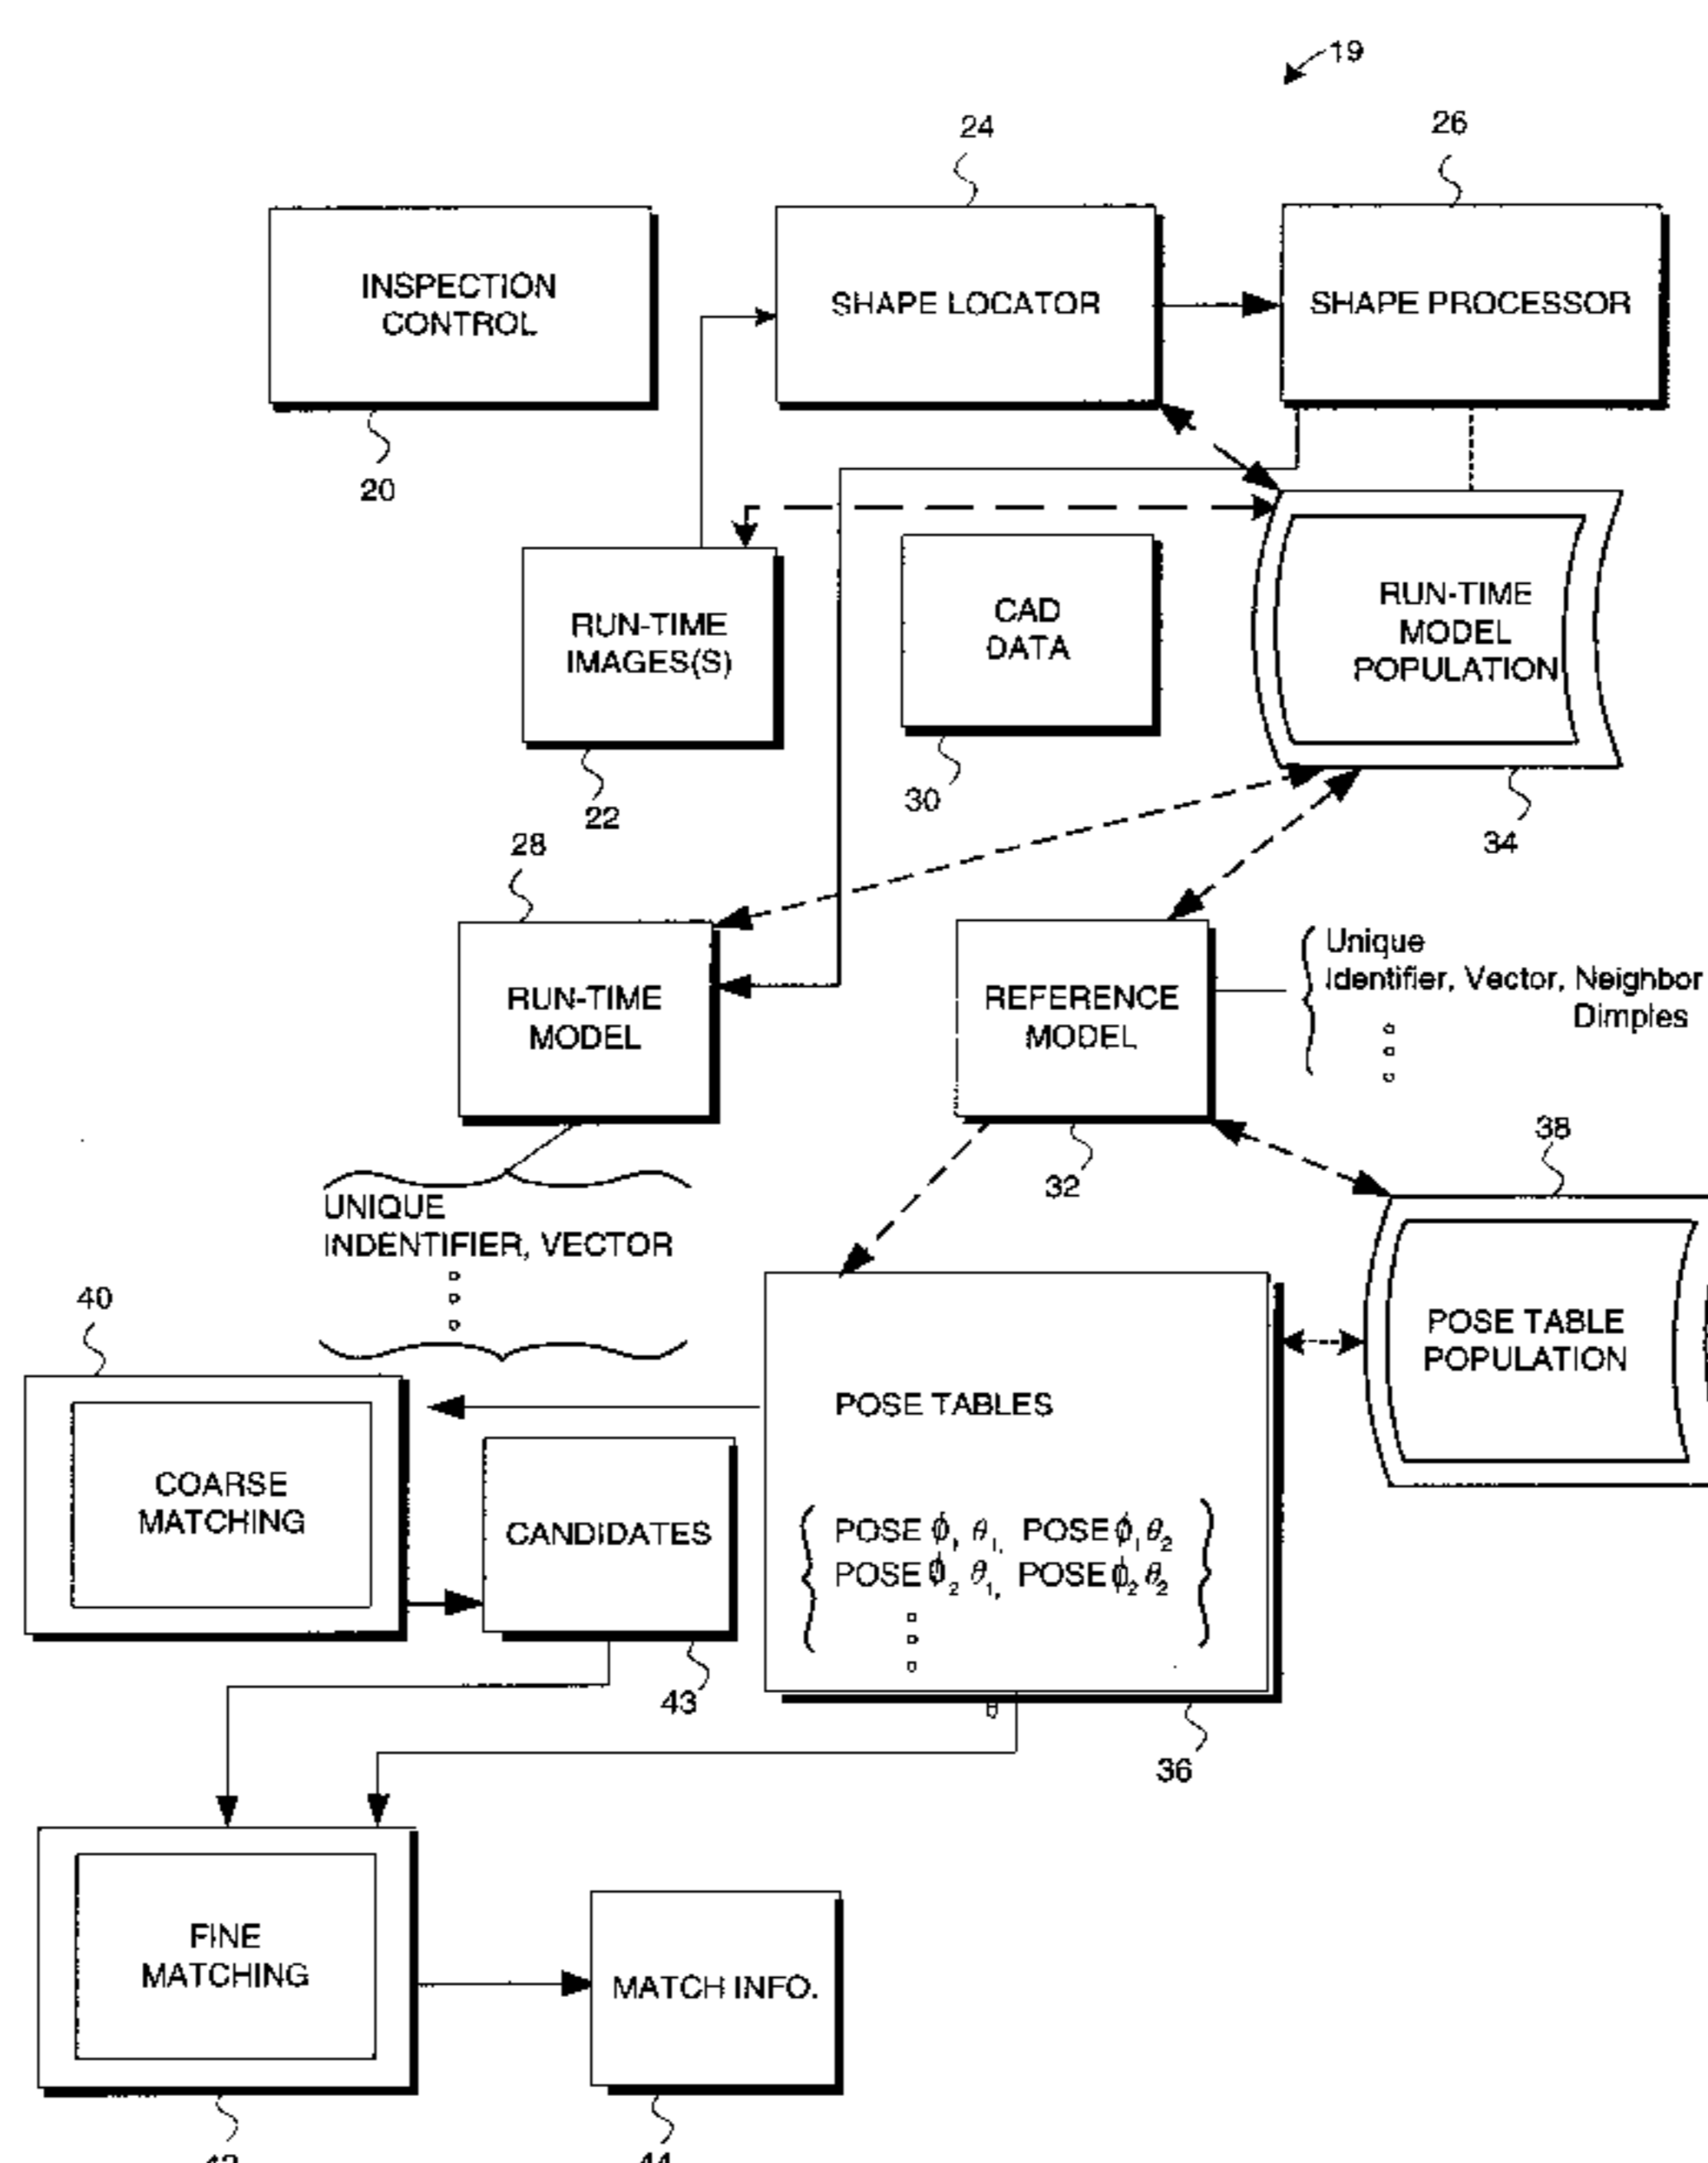 19
24
26
INSPECTION
CONTROL
SHAPE LOCATOR
SHAPE PROCESSOR
20
RUN-TIME
IMAGES(S)
CAD
DATA
RUN-TIME
MODEL
POPULATION
22
30
34
28
RUN-TIME
MODEL
REFERENCE
MODEL
Unique
Identifier, Vector, Neighbor
Dimples
32
38
UNIQUE
INDENTIFIER, VECTOR
40
POSE TABLE
POPULATION
POSE TABLES
COARSE
MATCHING
CANDIDATES
POSE ϕ₁ θ₁, POSE ϕ₁ θ₂
POSE ϕ₂ θ₁, POSE ϕ₂ θ₂
43
θ
36
FINE
MATCHING
MATCH INFO.
44